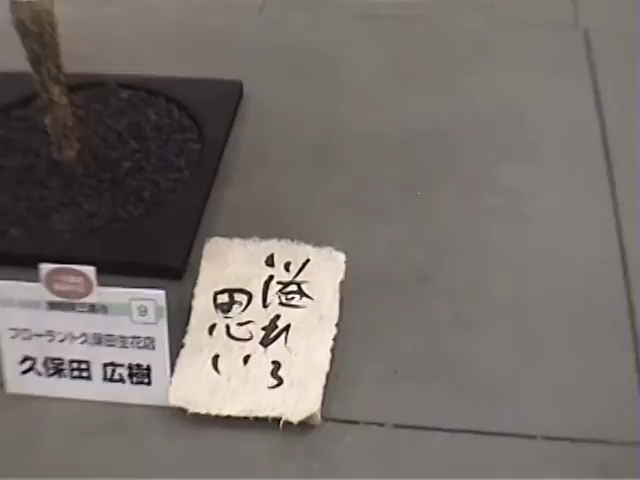 9
フローラント久保田生花店
久保田 広樹
溢れる
思い